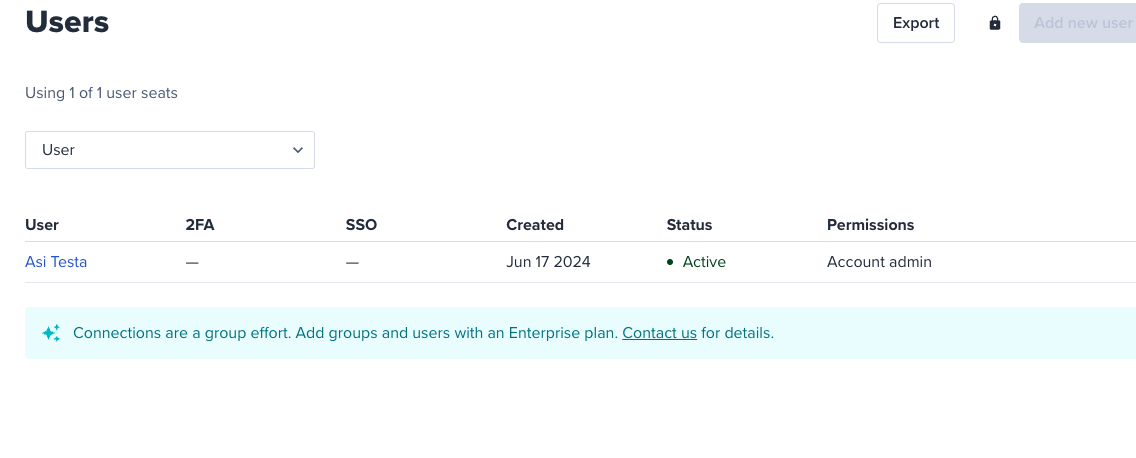 Users
Export
Add new user
Using 1 of 1 user seats
User
User 2FA SSO Created Status Permissions
Asi Testa — — Jun 17 2024 Active Account admin
Connections are a group effort. Add groups and users with an Enterprise plan. Contact us for details.